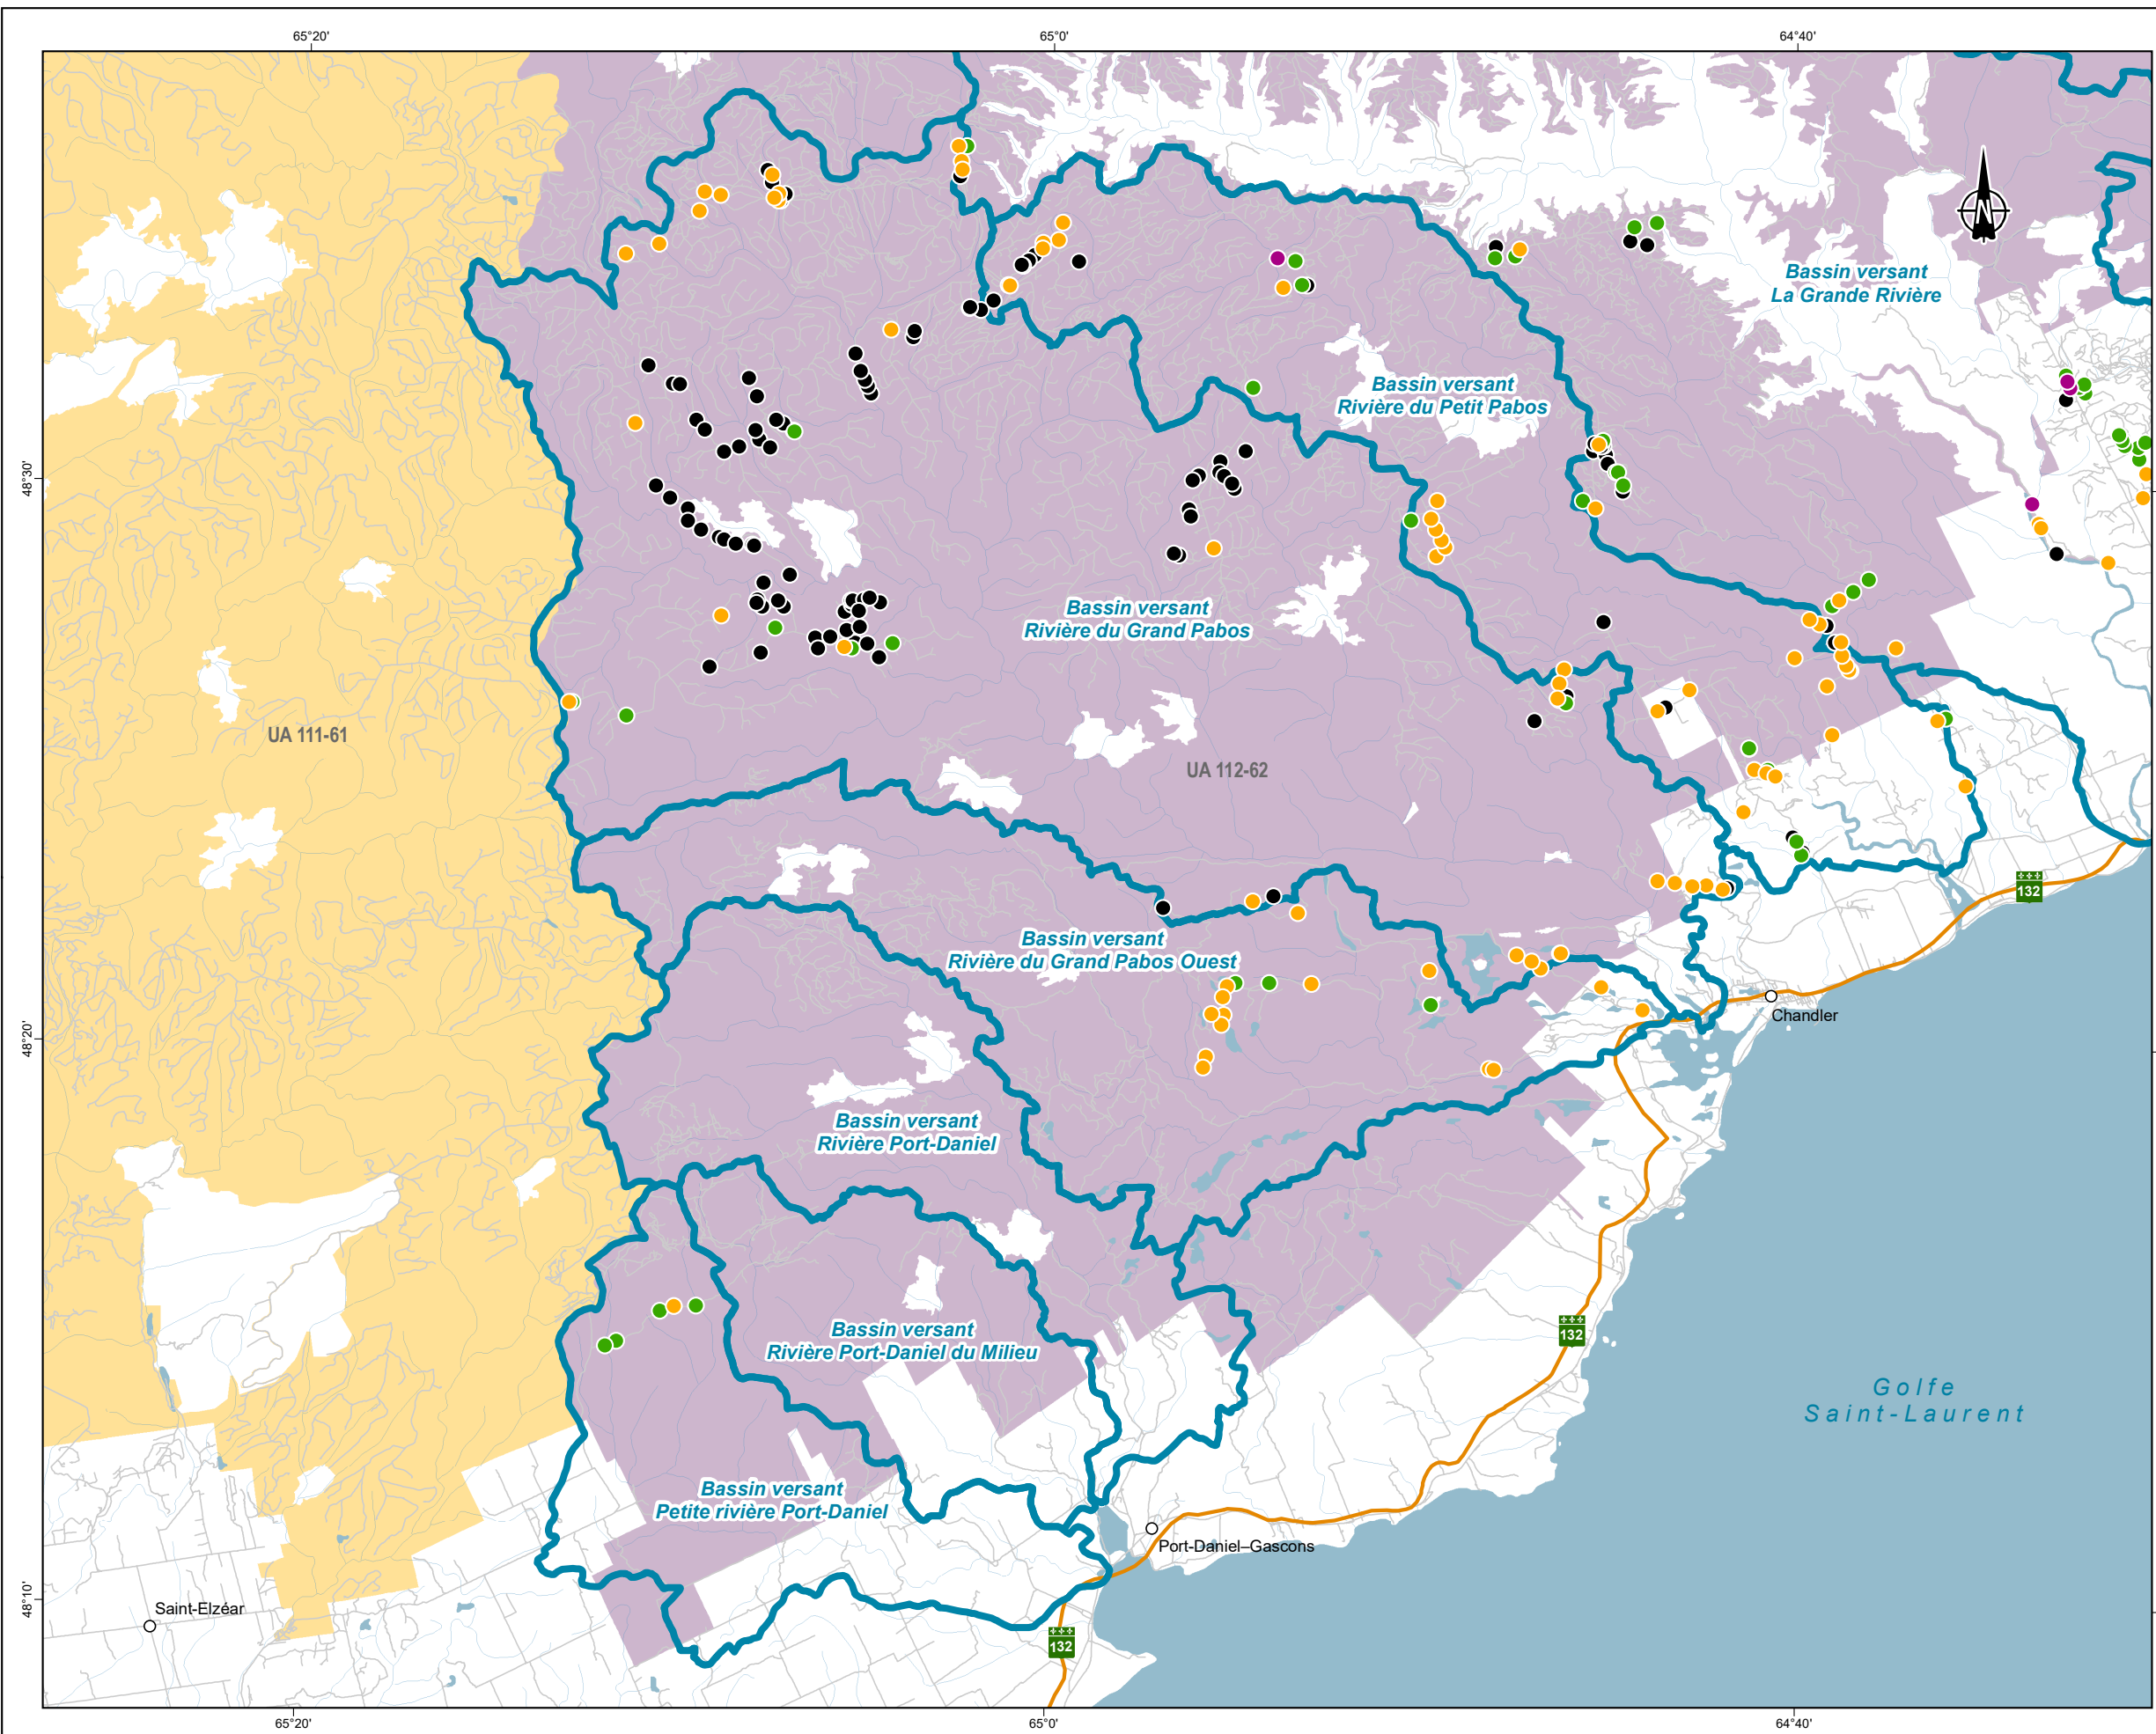 65°20'
65°0'
64°40'
N
Bassin versant
La Grande Rivière
Bassin versant
Rivière du Petit Pabos
48°30'
Bassin versant
Rivière du Grand Pabos
UA 111-61
UA 112-62
132
Bassin versant
Rivière du Grand Pabos Ouest
Chandler
48°20'
Bassin versant
Rivière Port-Daniel
Bassin versant
Rivière Port-Daniel du Milieu
132
Golfe
Saint-Laurent
Bassin versant
Petite rivière Port-Daniel
Port-Daniel–Gascons
48°10'
Saint-Elzéar
132
65°20'
65°0'
64°40'